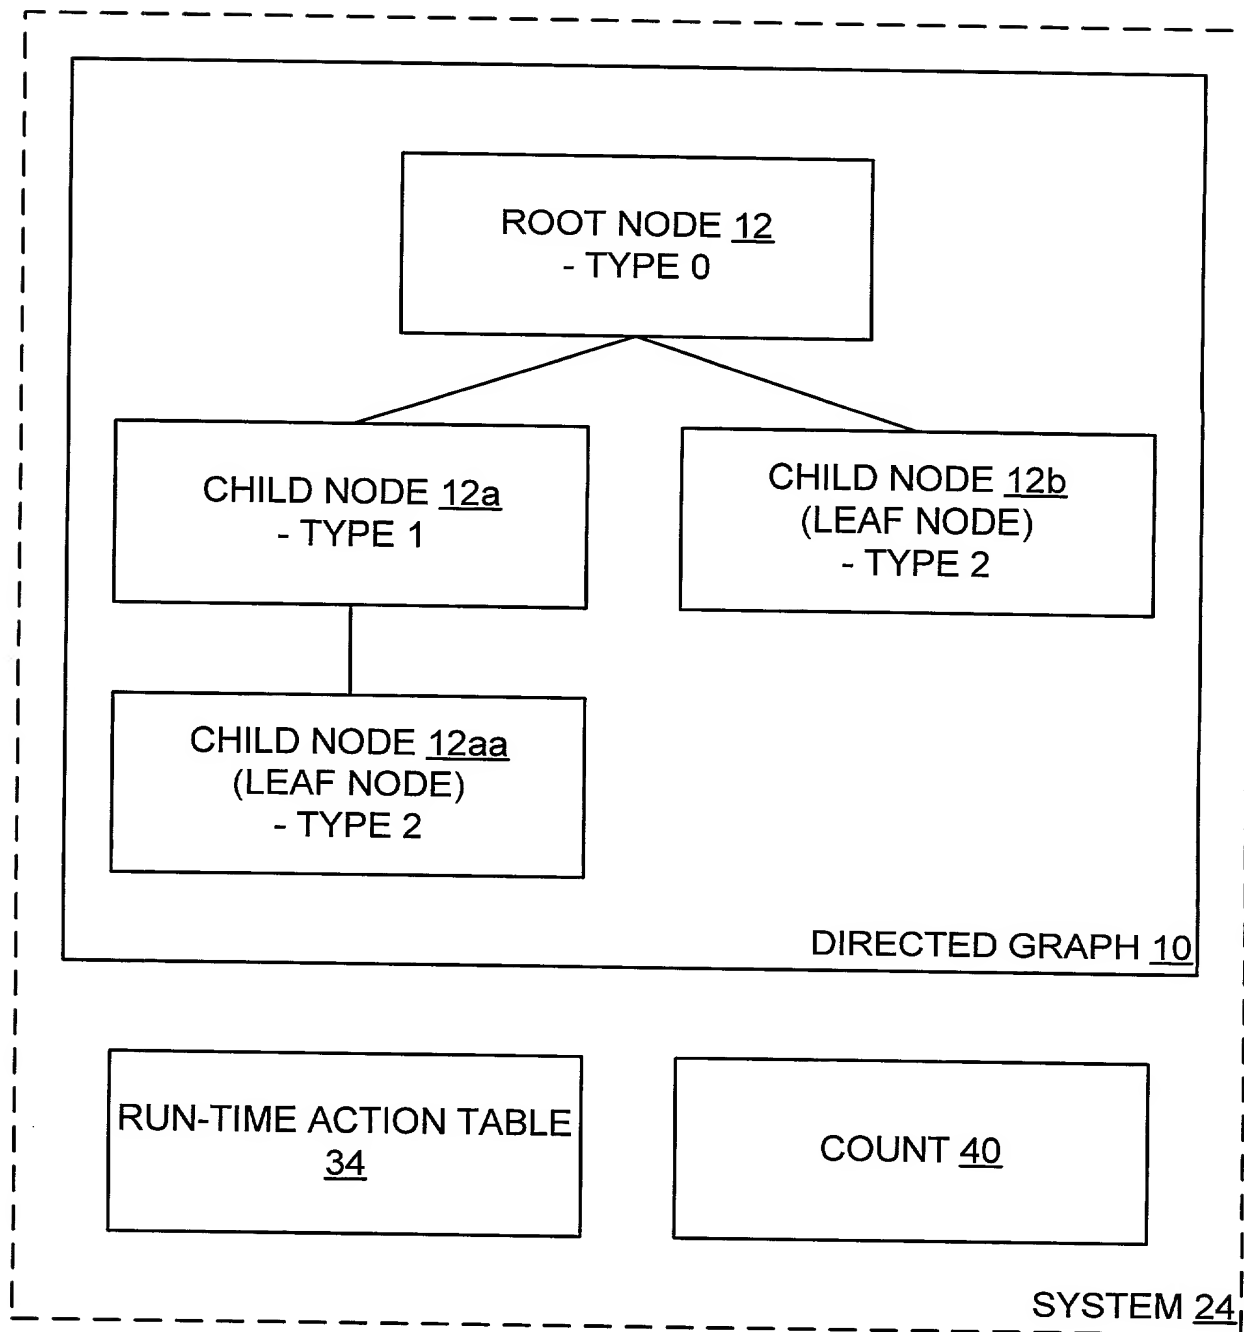 ROOT NODE 12
- TYPE 0
CHILD NODE 12a
- TYPE 1
CHILD NODE 12b
(LEAF NODE)
- TYPE 2
CHILD NODE 12aa
(LEAF NODE)
- TYPE 2
DIRECTED GRAPH 10
RUN-TIME ACTION TABLE
34
COUNT 40
SYSTEM 24